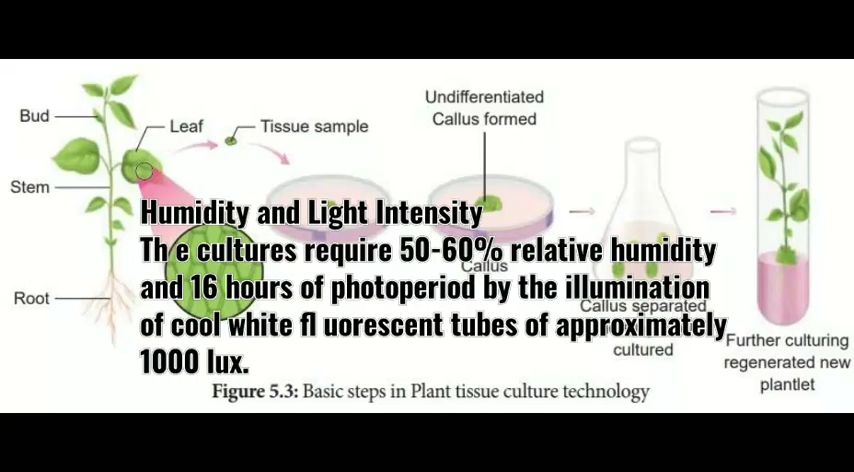 Undifferentiated
Callus formed
Bud
Leaf
Tissue sample
Stem
Humidity and Light Intensity
Th e cultures require 50-60% relative humidity
Callus
and 16 hours of photoperiod by the illumination
Root
Callus separated
of cool white fl uorescent tubes of approximately
cultured
1000 lux.
Further culturing
regenerated new
plantlet
Figure 5.3: Basic steps in Plant tissue culture technology